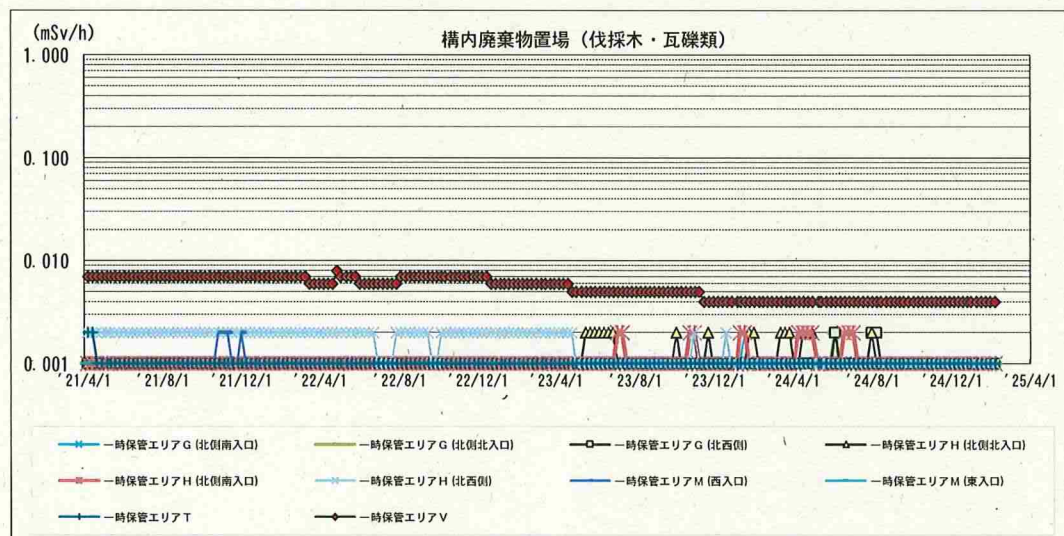 (mSv/h)
構内廃棄物置場（伐採木・瓦礫類）
1.000
0.100
0.010
0.001
'21/4/1 '21/8/1 '21/12/1 '22/4/1 '22/8/1 '22/12/1 '23/4/1 '23/8/1 '23/12/1 '24/4/1 '24/8/1 '24/12/1 '25/4/1
一時保管エリアG（北側南入口） 一時保管エリアG（北側北入口） 一時保管エリアG（北西側） 一時保管エリアH（北側北入口）
一時保管エリアH（北側南入口） 一時保管エリアH（北西側） 一時保管エリアM（西入口） 一時保管エリアM（東入口）
一時保管エリアT 一時保管エリアV